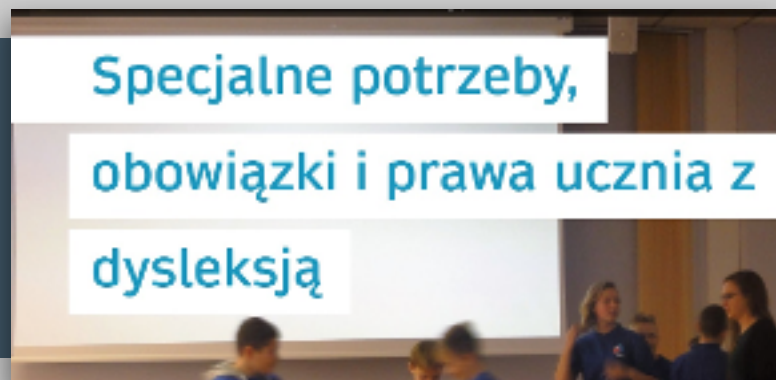 Specjalne potrzeby,
obowiązki i prawa ucznia z
dysleksją